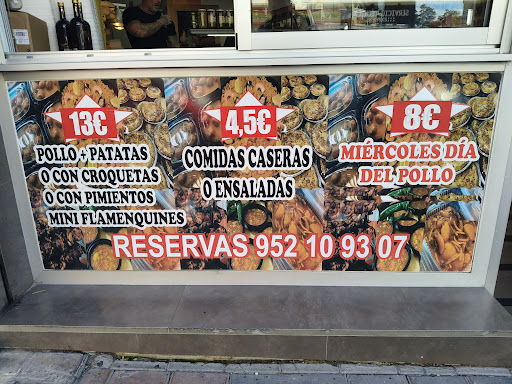 13€
POLLO + PATATAS
O CON CROQUETAS
O CON PIMIENTOS
MINI FLAMENQUINES
4,5€
COMIDAS CASERAS
O ENSALADAS
8€
MIÉRCOLES DÍA
DEL POLLO
RESERVAS 952 10 93 07